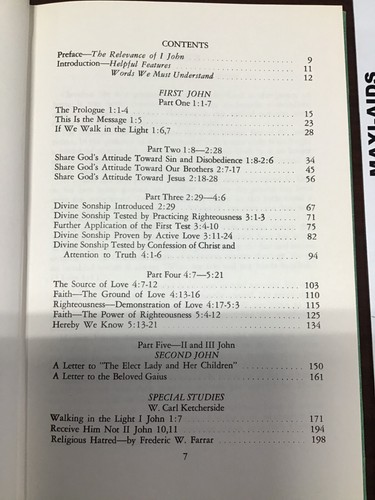 CONTENTS
Preface—The Relevance of I John 9
Introduction—Helpful Features 11
Words We Must Understand 12
FIRST JOHN
Part One 1:1-7
The Prologue 1:1-4 15
This Is the Message 1:5 23
If We Walk in the Light 1:6,7 28
Part Two 1:8—2:28
Share God's Attitude Toward Sin and Disobedience 1:8-2:6 34
Share God's Attitude Toward Our Brothers 2:7-17 45
Share God's Attitude Toward Jesus 2:18-28 56
Part Three 2:29—4:6
Divine Sonship Introduced 2:29 67
Divine Sonship Tested by Practicing Righteousness 3:1-3 71
Further Application of the First Test 3:4-10 75
Divine Sonship Proven by Active Love 3:11-24 82
Divine Sonship Tested by Confession of Christ and
Attention to Truth 4:1-6 94
Part Four 4:7—5:21
The Source of Love 4:7-12 103
Faith—The Ground of Love 4:13-16 110
Righteousness—Demonstration of Love 4:17-5:3 115
Faith—The Power of Righteousness 5:4-12 125
Hereby We Know 5:13-21 134
Part Five—II and III John
SECOND JOHN
A Letter to "The Elect Lady and Her Children" 150
A Letter to the Beloved Gaius 161
SPECIAL STUDIES
W. Carl Ketcherside
Walking in the Light I John 1:7 171
Receive Him Not II John 10,11 194
Religious Hatred—by Frederic W. Farrar 198
7
MAXI-AIDS